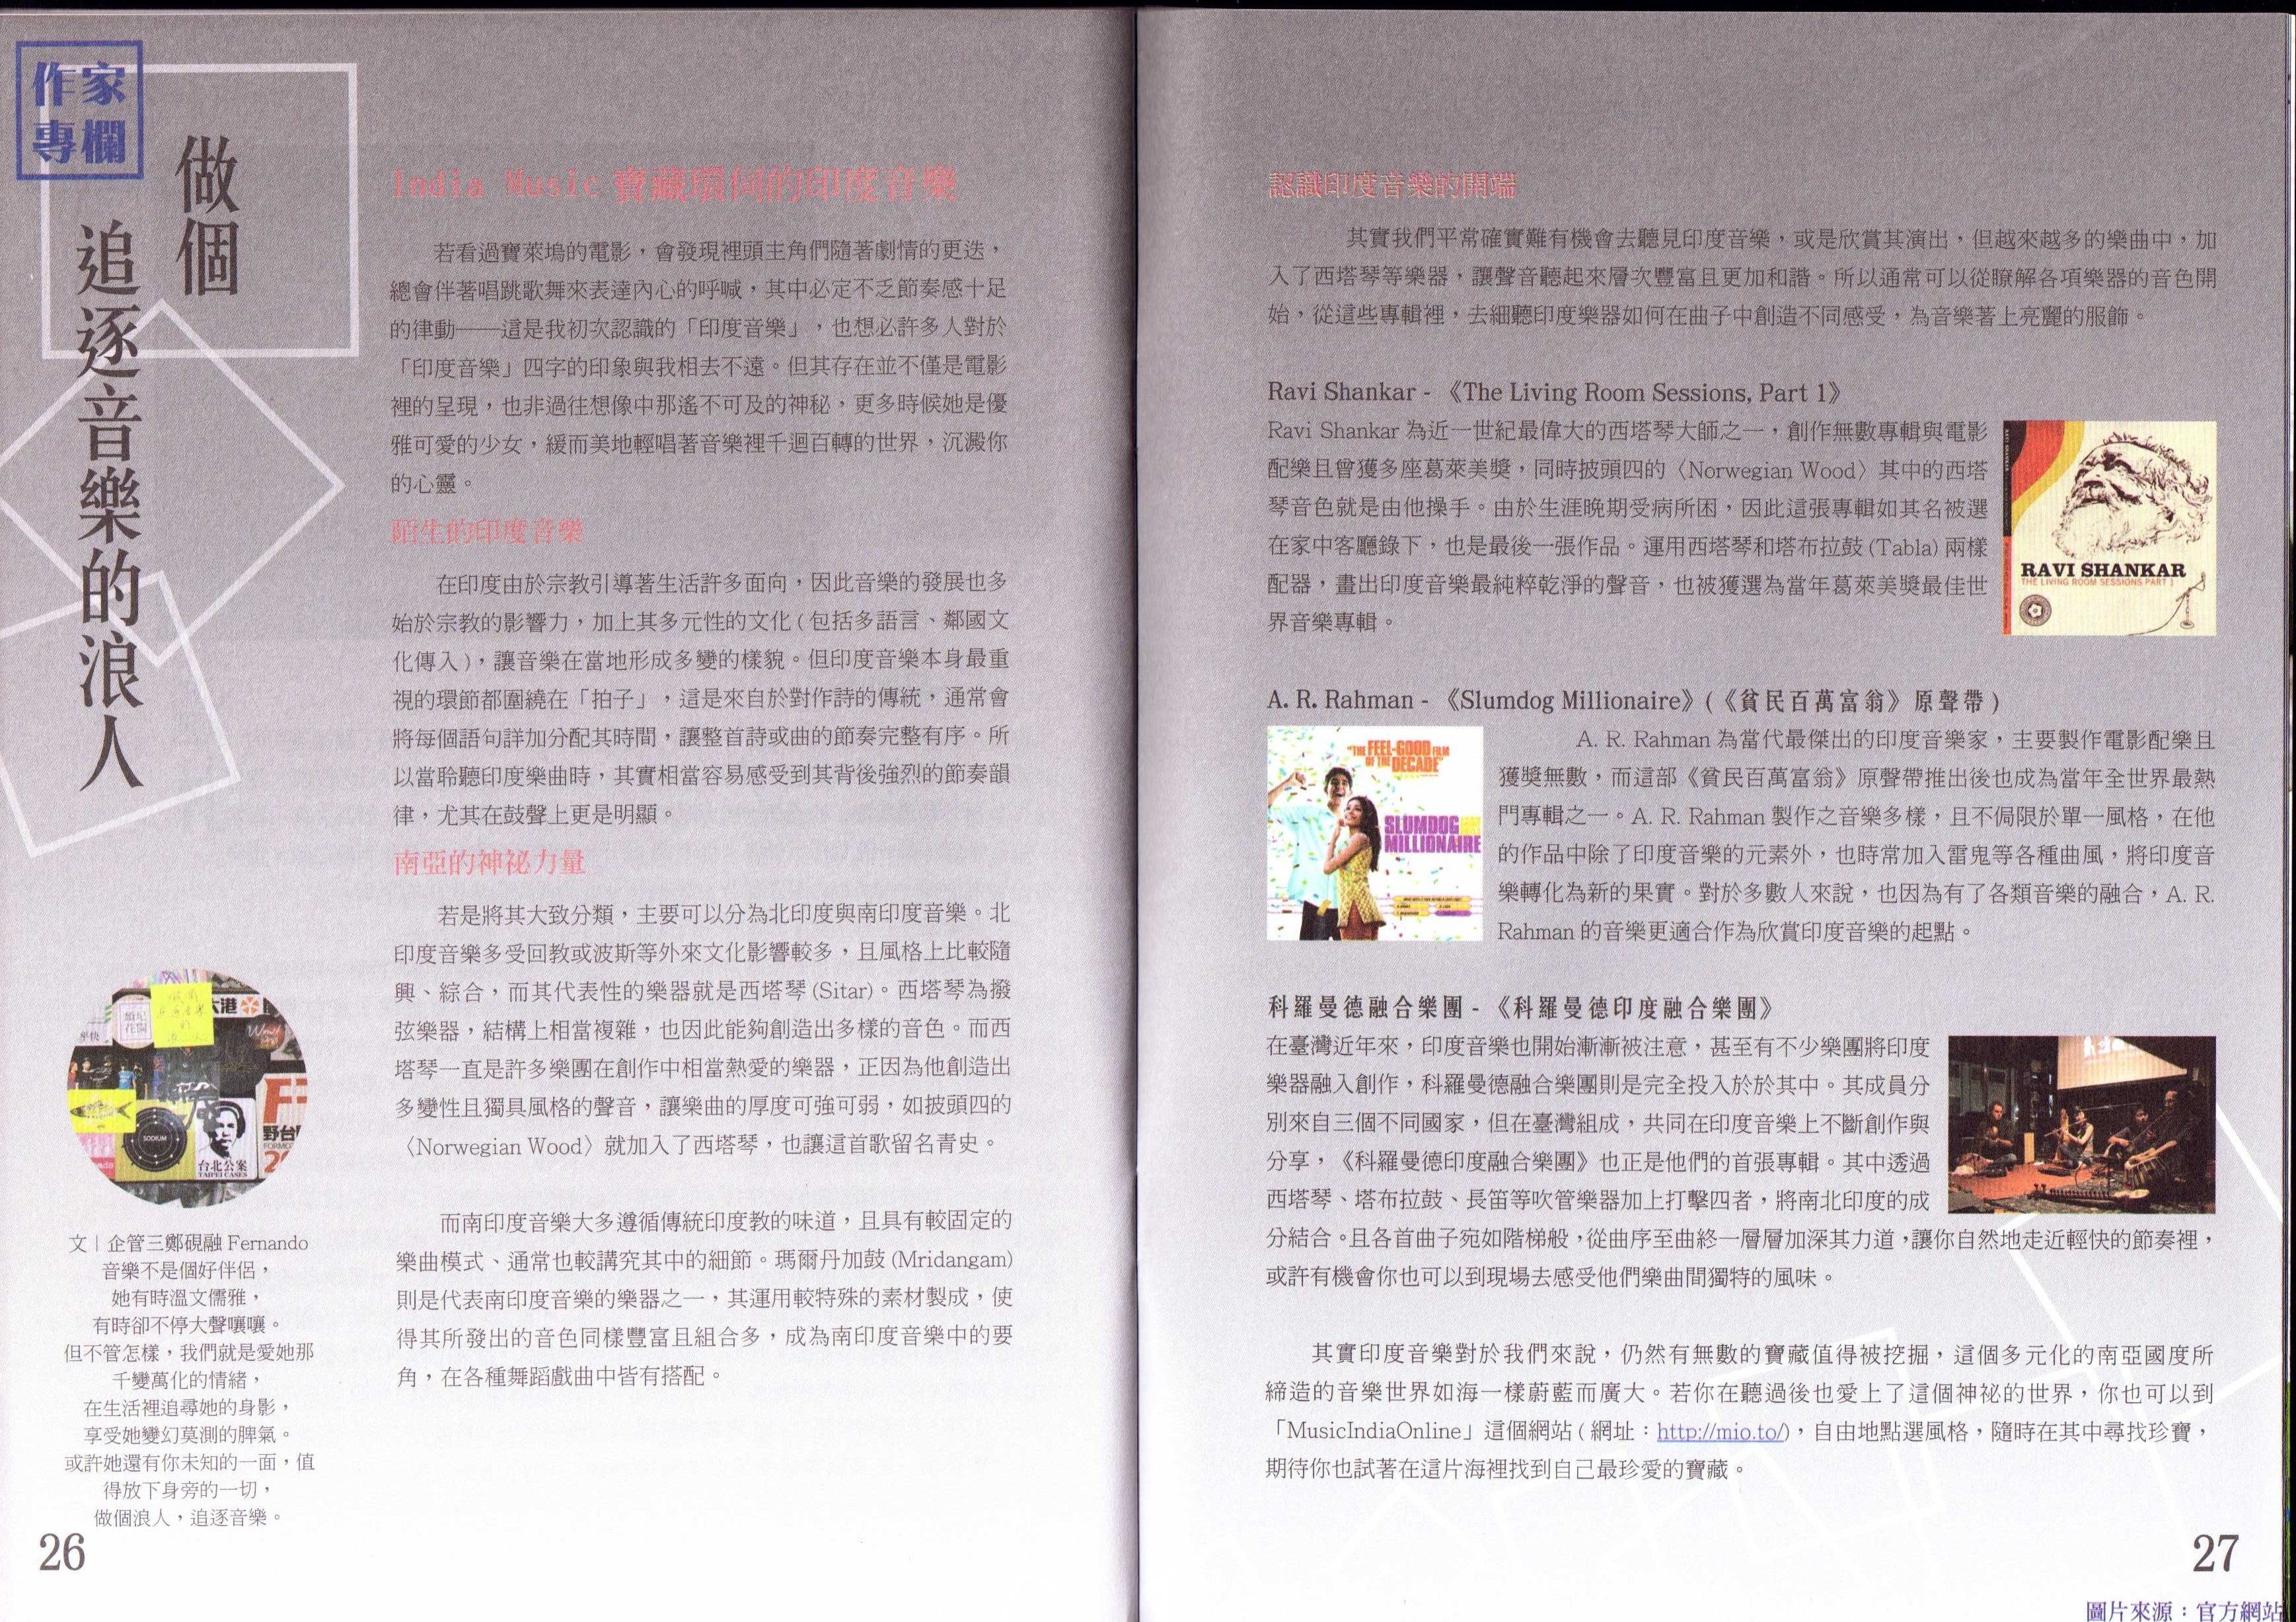 作家
專欄
做個
追逐音樂的浪人
India Music 寶藏環伺的印度音樂
若看過寶萊塢的電影，會發現裡頭主角們隨著劇情的更迭，
總會伴著唱跳歌舞來表達內心的呼喊，其中必定不乏節奏感十足
的律動——這是我初次認識的「印度音樂」，也想必許多人對於
「印度音樂」四字的印象與我相去不遠。但其存在並不僅是電影
裡的呈現，也非過往想像中那遙不可及的神秘，更多時候她是優
雅可愛的少女，緩而美地輕唱著音樂裡千迴百轉的世界，沉澱你
的心靈。
陌生的印度音樂
在印度由於宗教引導著生活許多面向，因此音樂的發展也多
始於宗教的影響力，加上其多元性的文化(包括多語言、鄰國文
化傳入)，讓音樂在當地形成多變的樣貌。但印度音樂本身最重
視的環節都圍繞在「拍子」，這是來自於對作詩的傳統，通常會
將每個語句詳加分配其時間，讓整首詩或曲的節奏完整有序。所
以當聆聽印度樂曲時，其實相當容易感受到其背後強烈的節奏韻
律，尤其在鼓聲上更是明顯。
南亞的神祕力量
若是將其大致分類，主要可以分為北印度與南印度音樂。北
印度音樂多受回教或波斯等外來文化影響較多，且風格上比較隨
興、綜合，而其代表性的樂器就是西塔琴(Sitar)。西塔琴為撥
弦樂器，結構上相當複雜，也因此能夠創造出多樣的音色。而西
塔琴一直是許多樂團在創作中相當熱愛的樂器，正因為他創造出
多變性且獨具風格的聲音，讓樂曲的厚度可強可弱，如披頭四的
〈Norwegian Wood〉就加入了西塔琴，也讓這首歌留名青史。
而南印度音樂大多遵循傳統印度教的味道，且具有較固定的
樂曲模式、通常也較講究其中的細節。瑪爾丹加鼓(Mridangam)
則是代表南印度音樂的樂器之一，其運用較特殊的素材製成，使
得其所發出的音色同樣豐富且組合多，成為南印度音樂中的要
角，在各種舞蹈戲曲中皆有搭配。
大港
SODIUM
台北公案
TAIPEI CASES
野台
文 | 企管三鄭硯融 Fernando
音樂不是個好伴侶，
她有時溫文儒雅，
有時卻不停大聲嚷嚷。
但不管怎樣，我們就是愛她那
千變萬化的情緒，
在生活裡追尋她的身影，
享受她變幻莫測的脾氣。
或許她還有你未知的一面，值
得放下身旁的一切，
做個浪人，追逐音樂。
26
認識印度音樂的開端
其實我們平常確實難有機會去聽見印度音樂，或是欣賞其演出，但越來越多的樂曲中，加
入了西塔琴等樂器，讓聲音聽起來層次豐富且更加和諧。所以通常可以從瞭解各項樂器的音色開
始，從這些專輯裡，去細聽印度樂器如何在曲子中創造不同感受，為音樂著上亮麗的服飾。
Ravi Shankar - 《The Living Room Sessions, Part 1》
Ravi Shankar 為近一世紀最偉大的西塔琴大師之一，創作無數專輯與電影
配樂且曾獲多座葛萊美獎，同時披頭四的〈Norwegian Wood〉其中的西塔
琴音色就是由他操手。由於生涯晚期受病所困，因此這張專輯如其名被選
在家中客廳錄下，也是最後一張作品。運用西塔琴和塔布拉鼓(Tabla)兩樣
配器，畫出印度音樂最純粹乾淨的聲音，也被獲選為當年葛萊美獎最佳世
界音樂專輯。
RAVI SHANKAR
THE LIVING ROOM SESSIONS PART 1
A. R. Rahman - 《Slumdog Millionaire》(《貧民百萬富翁》原聲帶)
"THE FEEL-GOOD FILM
OF THE DECADE"
SLUMDOG
MILLIONAIRE
A. R. Rahman 為當代最傑出的印度音樂家，主要製作電影配樂且
獲獎無數，而這部《貧民百萬富翁》原聲帶推出後也成為當年全世界最熱
門專輯之一。A. R. Rahman 製作之音樂多樣，且不侷限於單一風格，在他
的作品中除了印度音樂的元素外，也時常加入雷鬼等各種曲風，將印度音
樂轉化為新的果實。對於多數人來說，也因為有了各類音樂的融合，A. R.
Rahman 的音樂更適合作為欣賞印度音樂的起點。
科羅曼德融合樂團 - 《科羅曼德印度融合樂團》
在臺灣近年來，印度音樂也開始漸漸被注意，甚至有不少樂團將印度
樂器融入創作，科羅曼德融合樂團則是完全投入於於其中。其成員分
別來自三個不同國家，但在臺灣組成，共同在印度音樂上不斷創作與
分享，《科羅曼德印度融合樂團》也正是他們的首張專輯。其中透過
西塔琴、塔布拉鼓、長笛等吹管樂器加上打擊四者，將南北印度的成
分結合。且各首曲子宛如階梯般，從曲序至曲終一層層加深其力道，讓你自然地走近輕快的節奏裡，
或許有機會你也可以到現場去感受他們樂曲間獨特的風味。
其實印度音樂對於我們來說，仍然有無數的寶藏值得被挖掘，這個多元化的南亞國度所
締造的音樂世界如海一樣蔚藍而廣大。若你在聽過後也愛上了這個神祕的世界，你也可以到
「MusicIndiaOnline」這個網站(網址：http://mio.to/)，自由地點選風格，隨時在其中尋找珍寶，
期待你也試著在這片海裡找到自己最珍愛的寶藏。
27
圖片來源：官方網站